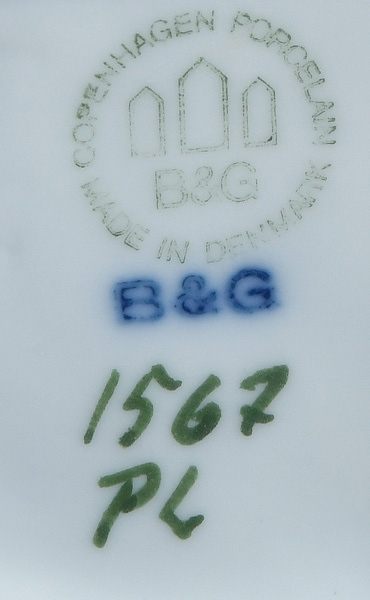 COPENHAGEN PORCELAIN
B&G
MADE IN DENMARK
B&G
1567
PL